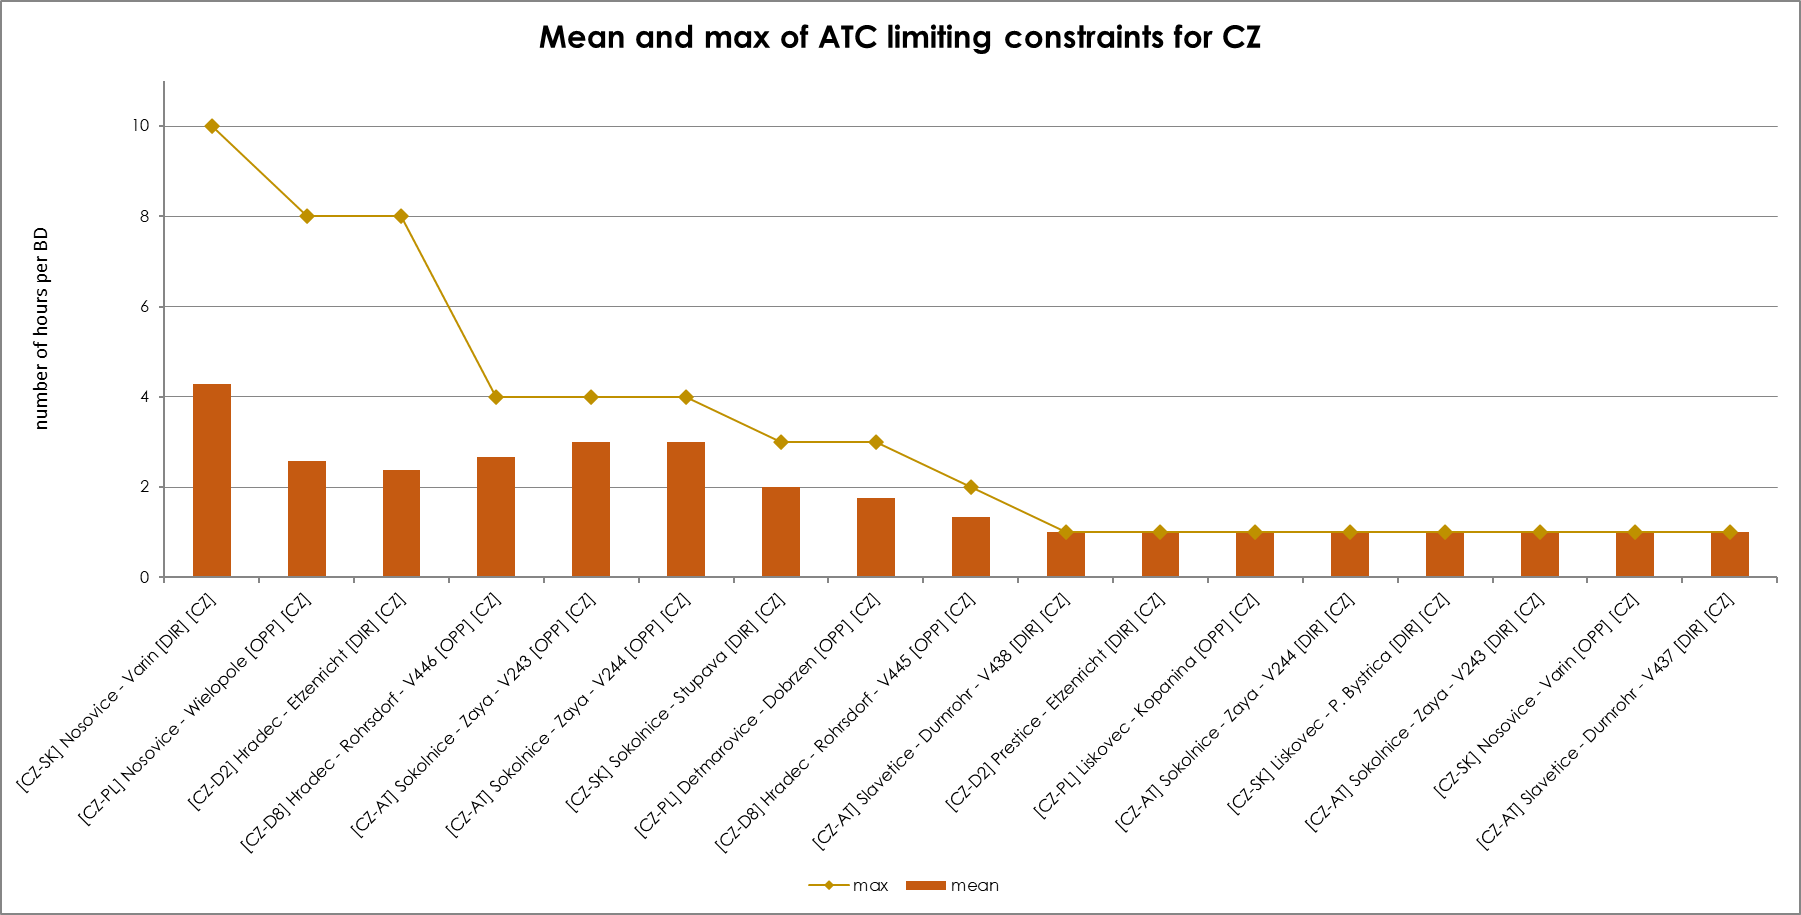 Mean and max of ATC limiting constraints for CZ
number of hours per BD
10
8
6
4
2
0
[CZ-SK] Nosovice - Varin [DIR] [CZ]
[CZ-PL] Nosovice - Wielopole [OPP] [CZ]
[CZ-D2] Hradec - Etzenricht [DIR] [CZ]
[CZ-D8] Hradec - Rohrsdorf - V446 [OPP] [CZ]
[CZ-AT] Sokolnice - Zaya - V243 [OPP] [CZ]
[CZ-AT] Sokolnice - Zaya - V244 [OPP] [CZ]
[CZ-SK] Sokolnice - Stupava [DIR] [CZ]
[CZ-PL] Detmarovice - Dobrzen [OPP] [CZ]
[CZ-D8] Hradec - Rohrsdorf - V445 [OPP] [CZ]
[CZ-AT] Slavetice - Durnrohr - V438 [DIR] [CZ]
[CZ-D2] Prestice - Etzenricht [DIR] [CZ]
[CZ-PL] Liskovec - Kopanina [OPP] [CZ]
[CZ-AT] Sokolnice - Zaya - V244 [DIR] [CZ]
[CZ-SK] Liskovec - P. Bystrica [DIR] [CZ]
[CZ-AT] Sokolnice - Zaya - V243 [DIR] [CZ]
[CZ-SK] Nosovice - Varin [OPP] [CZ]
[CZ-AT] Slavetice - Durnrohr - V437 [DIR] [CZ]
max
mean